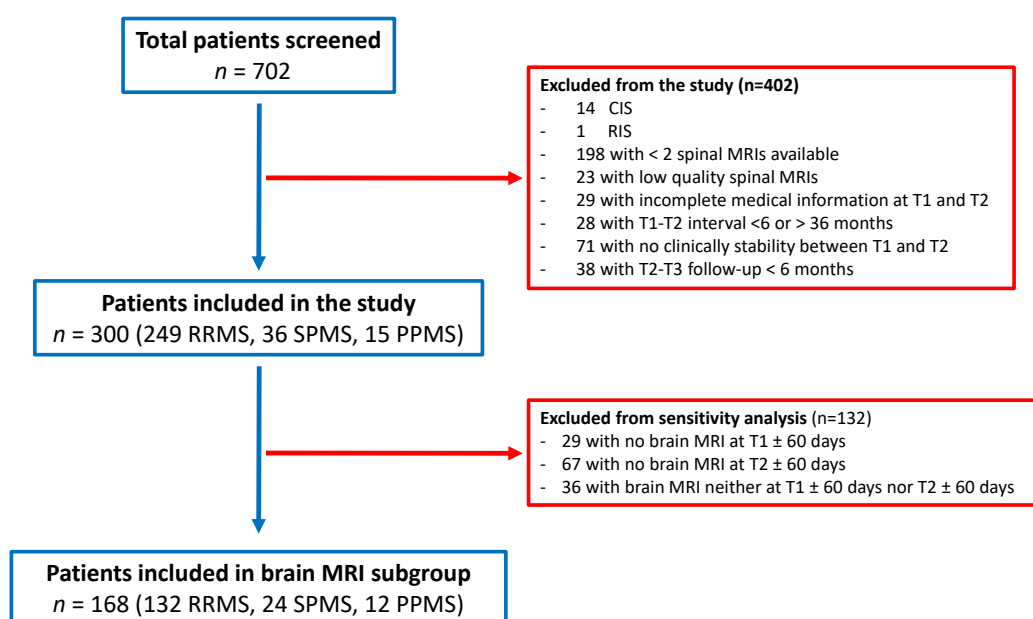 Total patients screened
n = 702
Excluded from the study (n=402)
- 14 CIS
- 1 RIS
- 198 with < 2 spinal MRIs available
- 23 with low quality spinal MRIs
- 29 with incomplete medical information at T1 and T2
- 28 with T1-T2 interval <6 or > 36 months
- 71 with no clinically stability between T1 and T2
- 38 with T2-T3 follow-up < 6 months
Patients included in the study
n = 300 (249 RRMS, 36 SPMS, 15 PPMS)
Excluded from sensitivity analysis (n=132)
- 29 with no brain MRI at T1 ± 60 days
- 67 with no brain MRI at T2 ± 60 days
- 36 with brain MRI neither at T1 ± 60 days nor T2 ± 60 days
Patients included in brain MRI subgroup
n = 168 (132 RRMS, 24 SPMS, 12 PPMS)